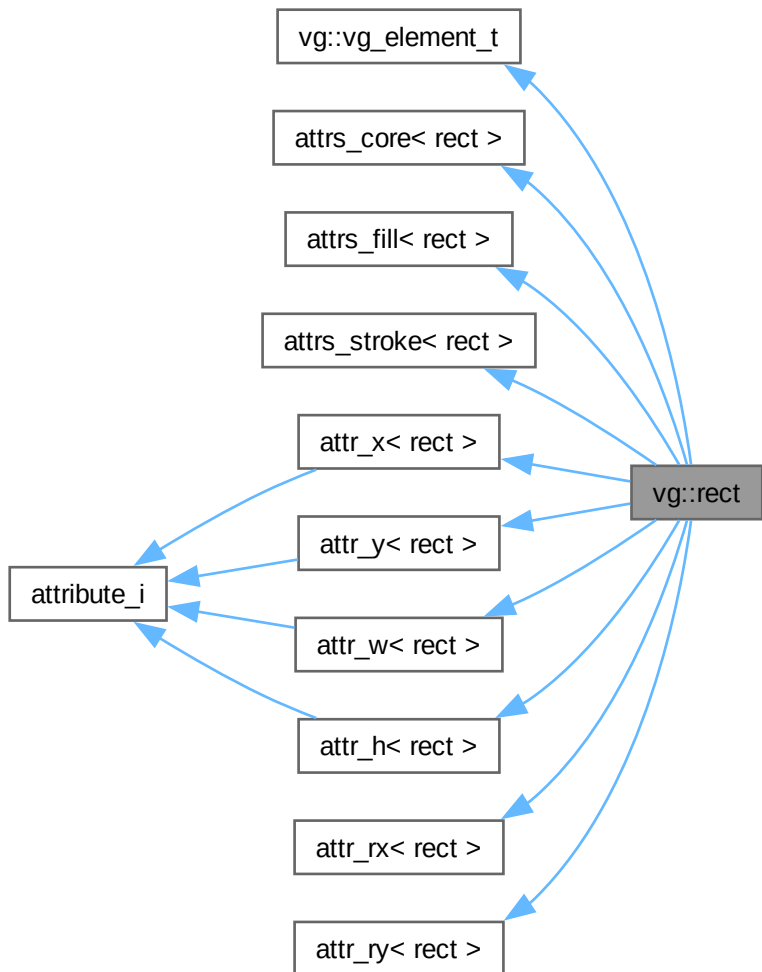 vg::vg_element_t
attrs_core< rect >
attrs_fill< rect >
attrs_stroke< rect >
attr_x< rect >
vg::rect
attr_y< rect >
attribute_i
attr_w< rect >
attr_h< rect >
attr_rx< rect >
attr_ry< rect >